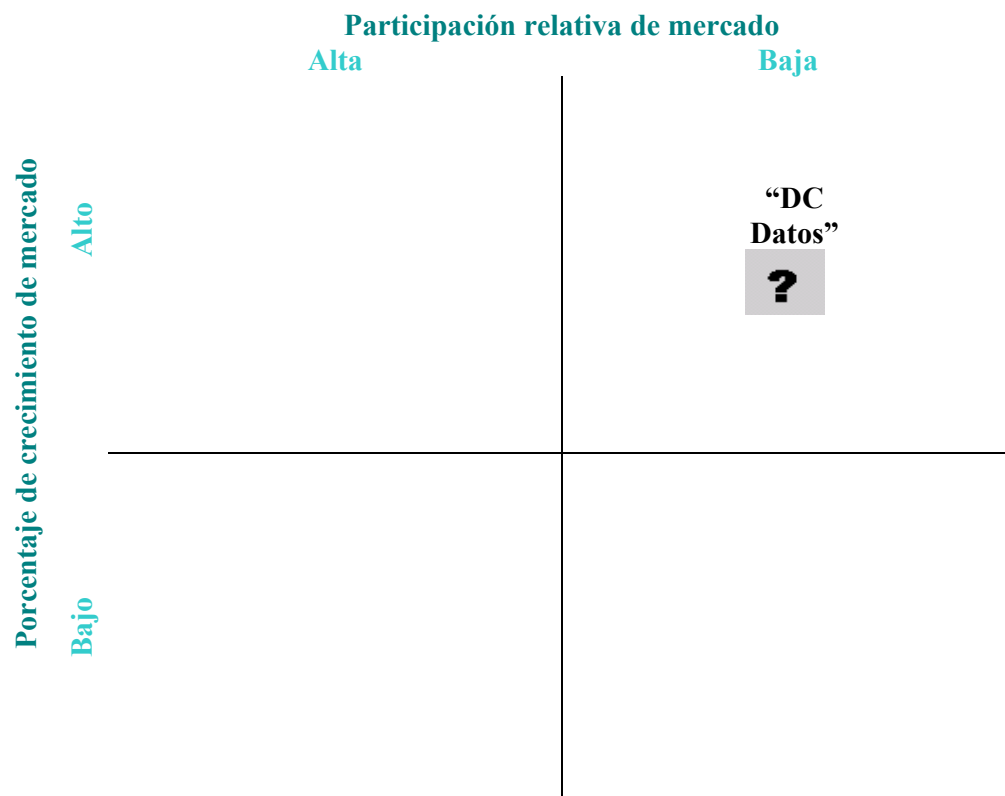 Participación relativa de mercado
Alta
Baja
Porcentaje de crecimiento de mercado
Alto
“DC
Datos”
?
Bajo